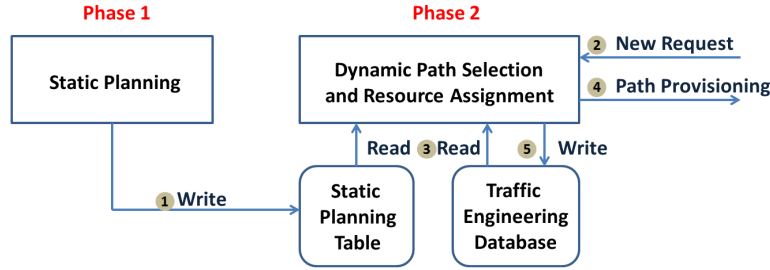 Phase 1
Phase 2
Static Planning
Dynamic Path Selection
and Resource Assignment
2 New Request
4 Path Provisioning
Read 3 Read
5 Write
1 Write
Static
Planning
Table
Traffic
Engineering
Database